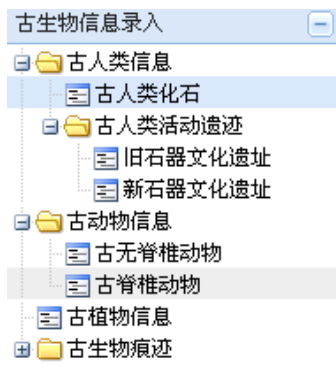 古生物信息录入
古人类信息
古人类化石
古人类活动遗迹
旧石器文化遗址
新石器文化遗址
古动物信息
古无脊椎动物
古脊椎动物
古植物信息
古生物痕迹